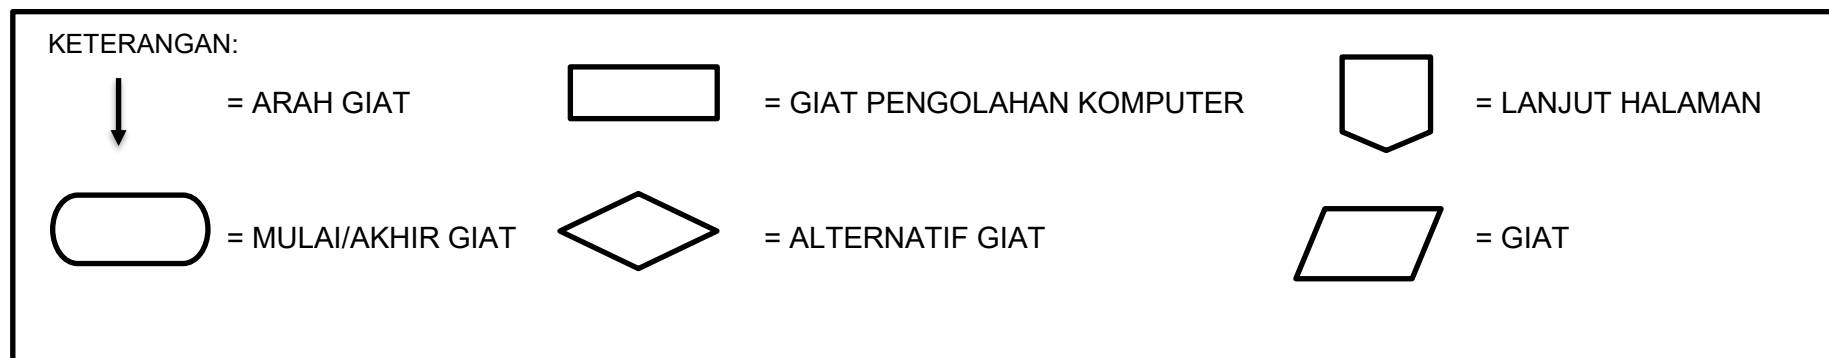 KETERANGAN:
= ARAH GIAT
= GIAT PENGOLAHAN KOMPUTER
= LANJUT HALAMAN
= MULAI/AKHIR GIAT
= ALTERNATIF GIAT
= GIAT